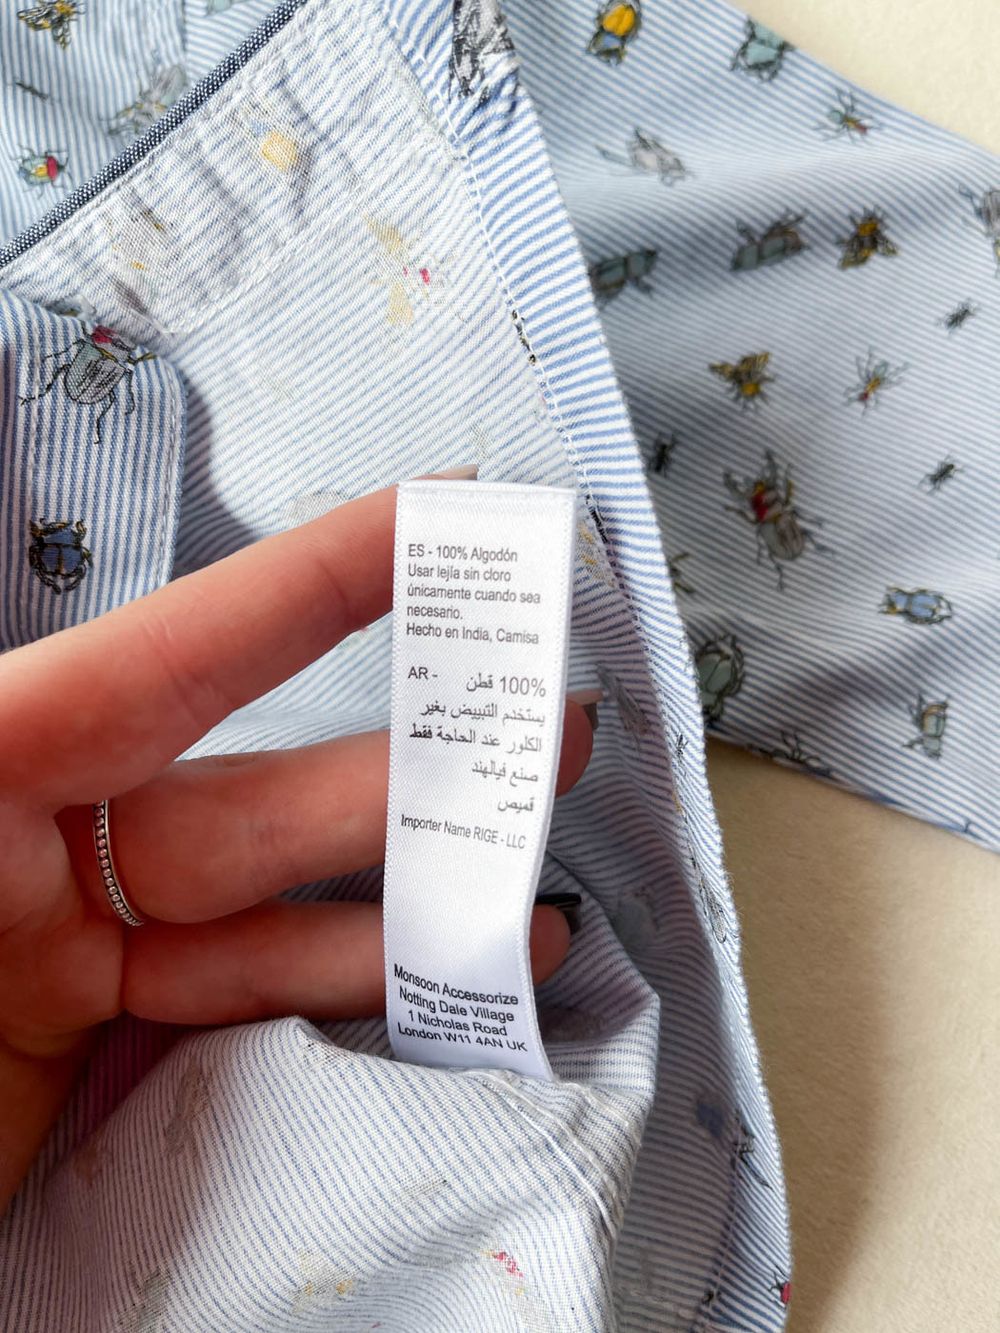 ES - 100% Algodón
Usar lejía sin cloro
únicamente cuando sea
necesario.
Hecho en India, Camisa
AR - 100% قطن
يستخدم التبييض بغير
الكلور عند الحاجة فقط
صنع فيالهند
قميص
Importer Name RIGE - LLC
Monsoon Accessorize
Notting Dale Village
1 Nicholas Road
London W11 4AN UK